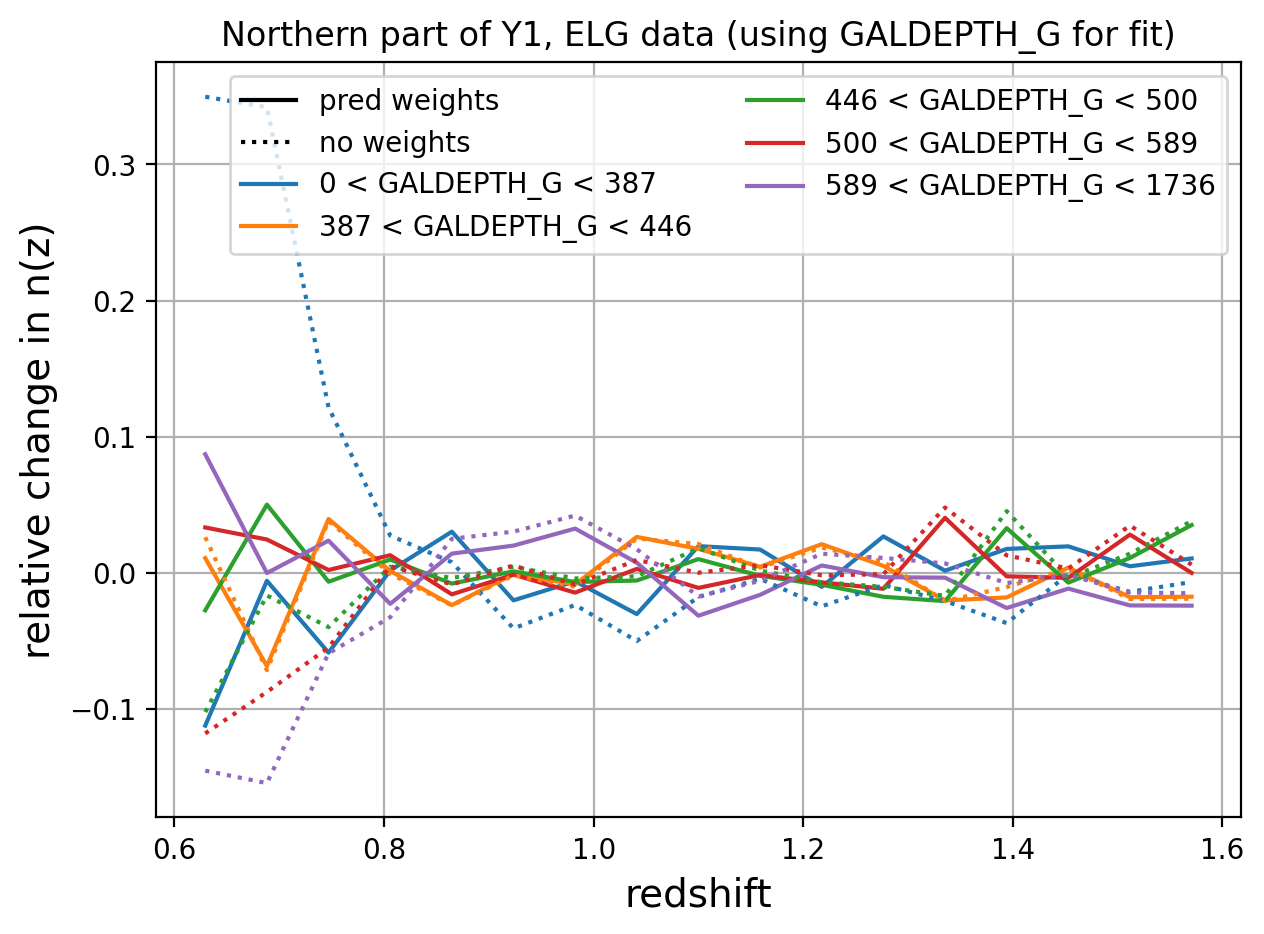 Northern part of Y1, ELG data (using GALDEPTH_G for fit)
pred weights
no weights
0 < GALDEPTH_G < 387
387 < GALDEPTH_G < 446
446 < GALDEPTH_G < 500
500 < GALDEPTH_G < 589
589 < GALDEPTH_G < 1736
relative change in n(z)
0.3
0.2
0.1
0.0
−0.1
0.6 0.8 1.0 1.2 1.4 1.6
redshift